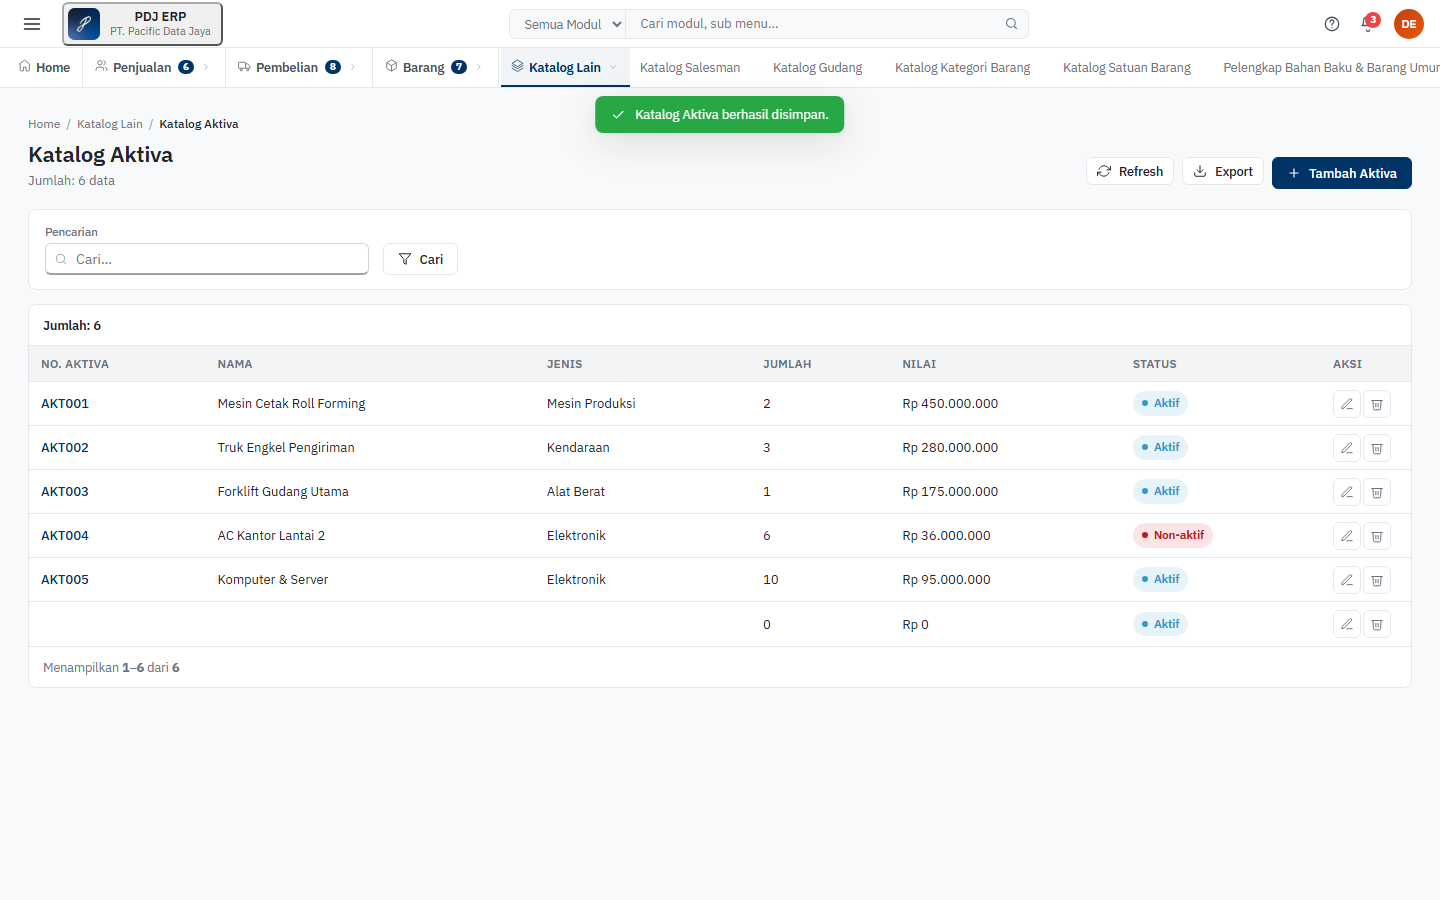 PDJ ERP
PT. Pacific Data Jaya
Semua Modul
Cari modul, sub menu...
3
DE
Home
Penjualan 6
Pembelian 8
Barang 7
Katalog Lain
Katalog Salesman
Katalog Gudang
Katalog Kategori Barang
Katalog Satuan Barang
Pelengkap Bahan Baku & Barang Umur
Katalog Aktiva berhasil disimpan.
Home / Katalog Lain / Katalog Aktiva
Katalog Aktiva
Jumlah: 6 data
Refresh
Export
Tambah Aktiva
Pencarian
Cari...
Cari
Jumlah: 6
NO. AKTIVA NAMA JENIS JUMLAH NILAI STATUS AKSI
AKT001 Mesin Cetak Roll Forming Mesin Produksi 2 Rp 450.000.000 Aktif
AKT002 Truk Engkel Pengiriman Kendaraan 3 Rp 280.000.000 Aktif
AKT003 Forklift Gudang Utama Alat Berat 1 Rp 175.000.000 Aktif
AKT004 AC Kantor Lantai 2 Elektronik 6 Rp 36.000.000 Non-aktif
AKT005 Komputer & Server Elektronik 10 Rp 95.000.000 Aktif
0 Rp 0 Aktif
Menampilkan 1–6 dari 6